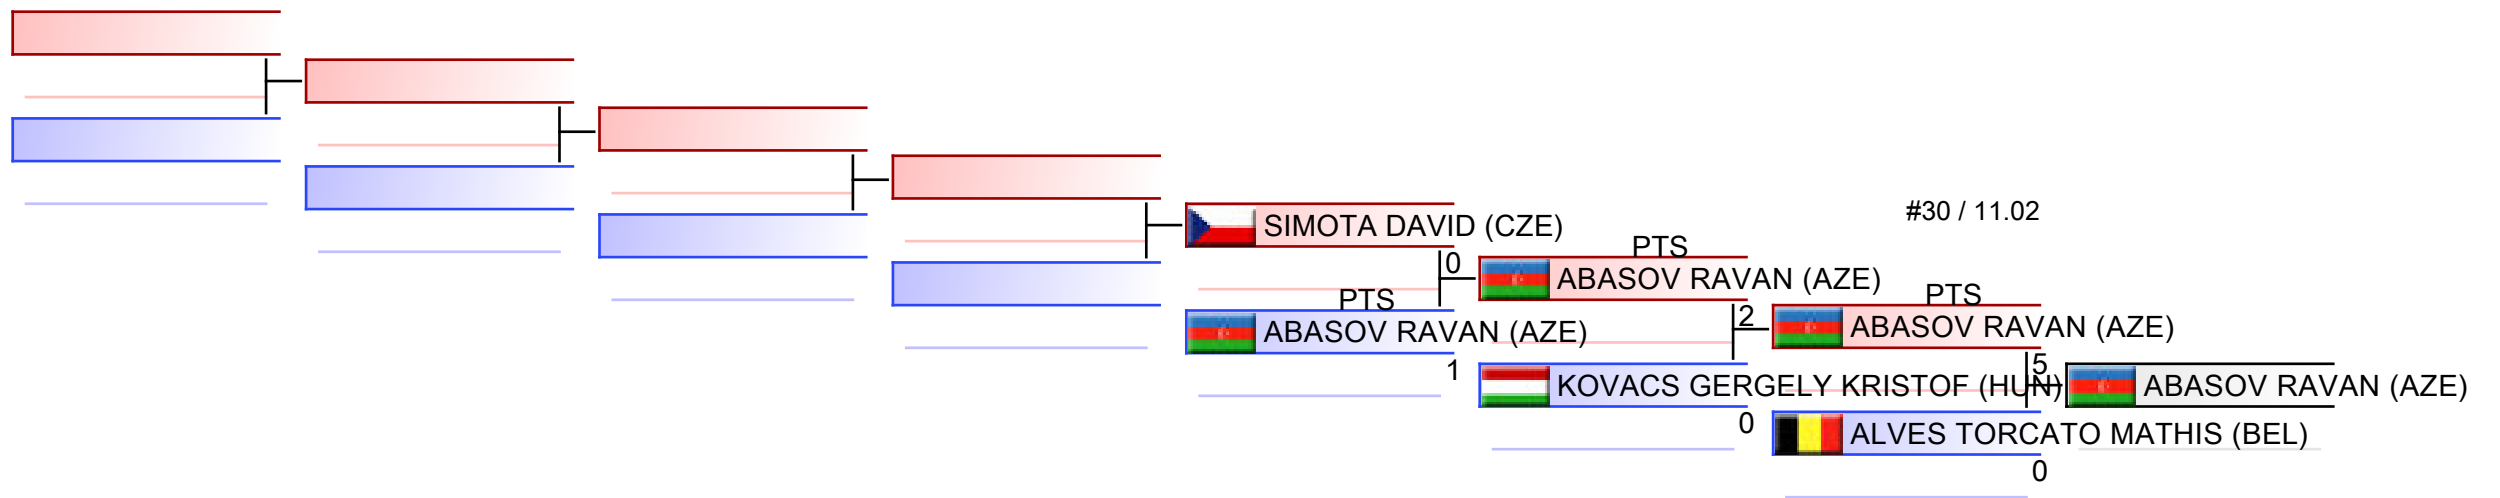 #30 / 11.02
SIMOTA DAVID (CZE)
0
PTS
ABASOV RAVAN (AZE)
1
PTS
ABASOV RAVAN (AZE)
2
KOVACS GERGELY KRISTOF (HUN)
0
PTS
ABASOV RAVAN (AZE)
5
ALVES TORCATO MATHIS (BEL)
0
ABASOV RAVAN (AZE)